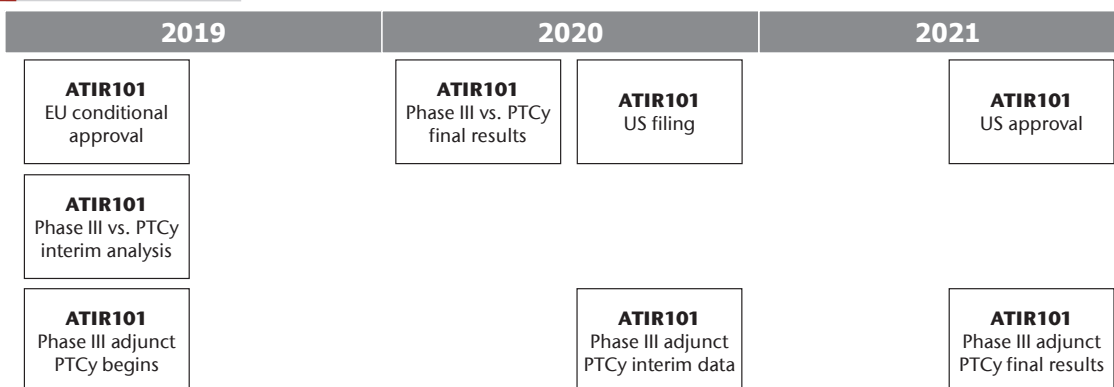 2019
2020
2021
ATIR101
EU conditional
approval
ATIR101
Phase III vs. PTCy
final results
ATIR101
US filing
ATIR101
US approval
ATIR101
Phase III vs. PTCy
interim analysis
ATIR101
Phase III adjunct
PTCy begins
ATIR101
Phase III adjunct
PTCy interim data
ATIR101
Phase III adjunct
PTCy final results